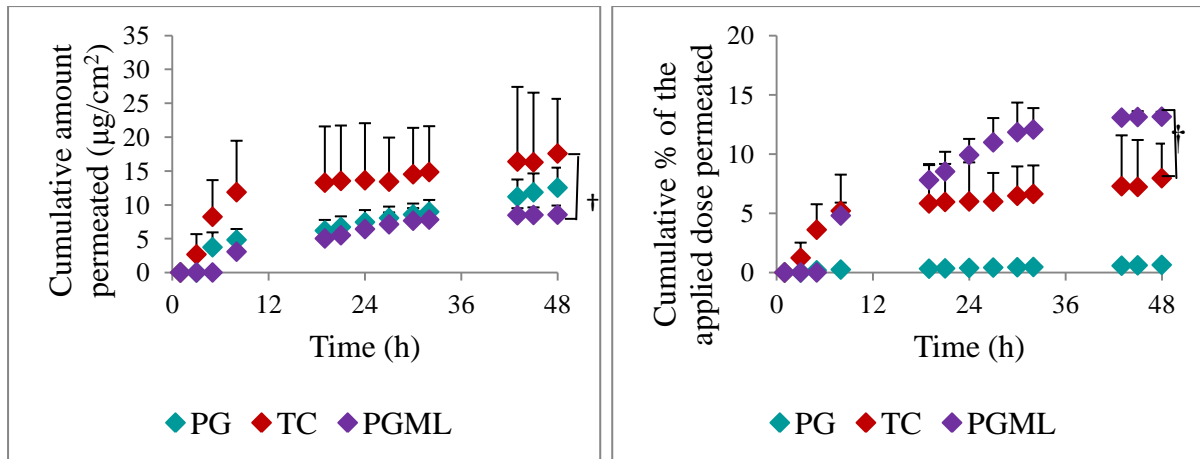 Cumulative amount
permeated (µg/cm²)
35
30
25
20
15
10
5
0
0 12 24 36 48
Time (h)
†
PG TC PGML
Cumulative % of the
applied dose permeated
20
15
10
5
0
0 12 24 36 48
Time (h)
†
PG TC PGML